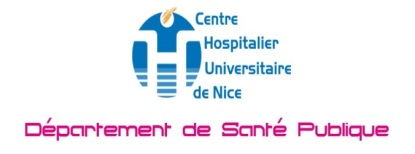 Centre
Hospitalier
Universitaire
de Nice
Département de Santé Publique